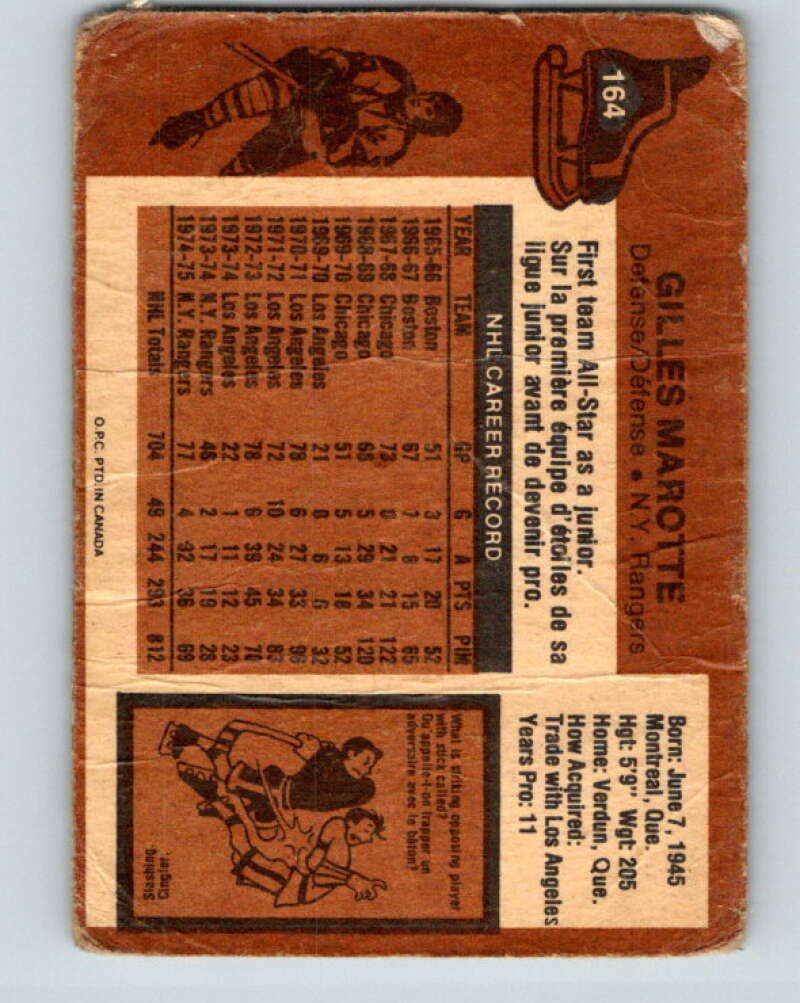 164
GILLES MAROTTE
Defense/Défense • N.Y. Rangers
First team All-Star as a junior.
Sur la première équipe d'étoiles de sa
ligue junior avant de devenir pro.
NHL CAREER RECORD
YEAR TEAM GP G A PTS PIM
1965-66 Boston 51 3 17 20 52
1966-67 Boston 67 7 8 15 65
1967-68 Chicago 73 0 21 21 122
1968-69 Chicago 68 5 29 34 120
1969-70 Chicago 51 5 13 18 52
1969-70 Los Angeles 21 0 6 6 32
1970-71 Los Angeles 78 6 27 33 96
1971-72 Los Angeles 72 10 24 34 83
1972-73 Los Angeles 78 6 39 45 70
1973-74 Los Angeles 22 1 11 12 23
1973-74 N.Y. Rangers 46 2 17 19 28
1974-75 N.Y. Rangers 77 4 32 36 69
NHL Totals 704 49 244 293 812
O.P.C. PTD. IN CANADA
Born: June 7, 1945
Montreal, Que.
Hgt: 5'9" Wgt: 205
Home: Verdun, Que.
How Acquired:
Trade with Los Angeles
Years Pro: 11
What is striking opposing player
with stick called?
Ou appelle-t-on frapper un
adversaire avec le bâton?
Slashing
Cingler.